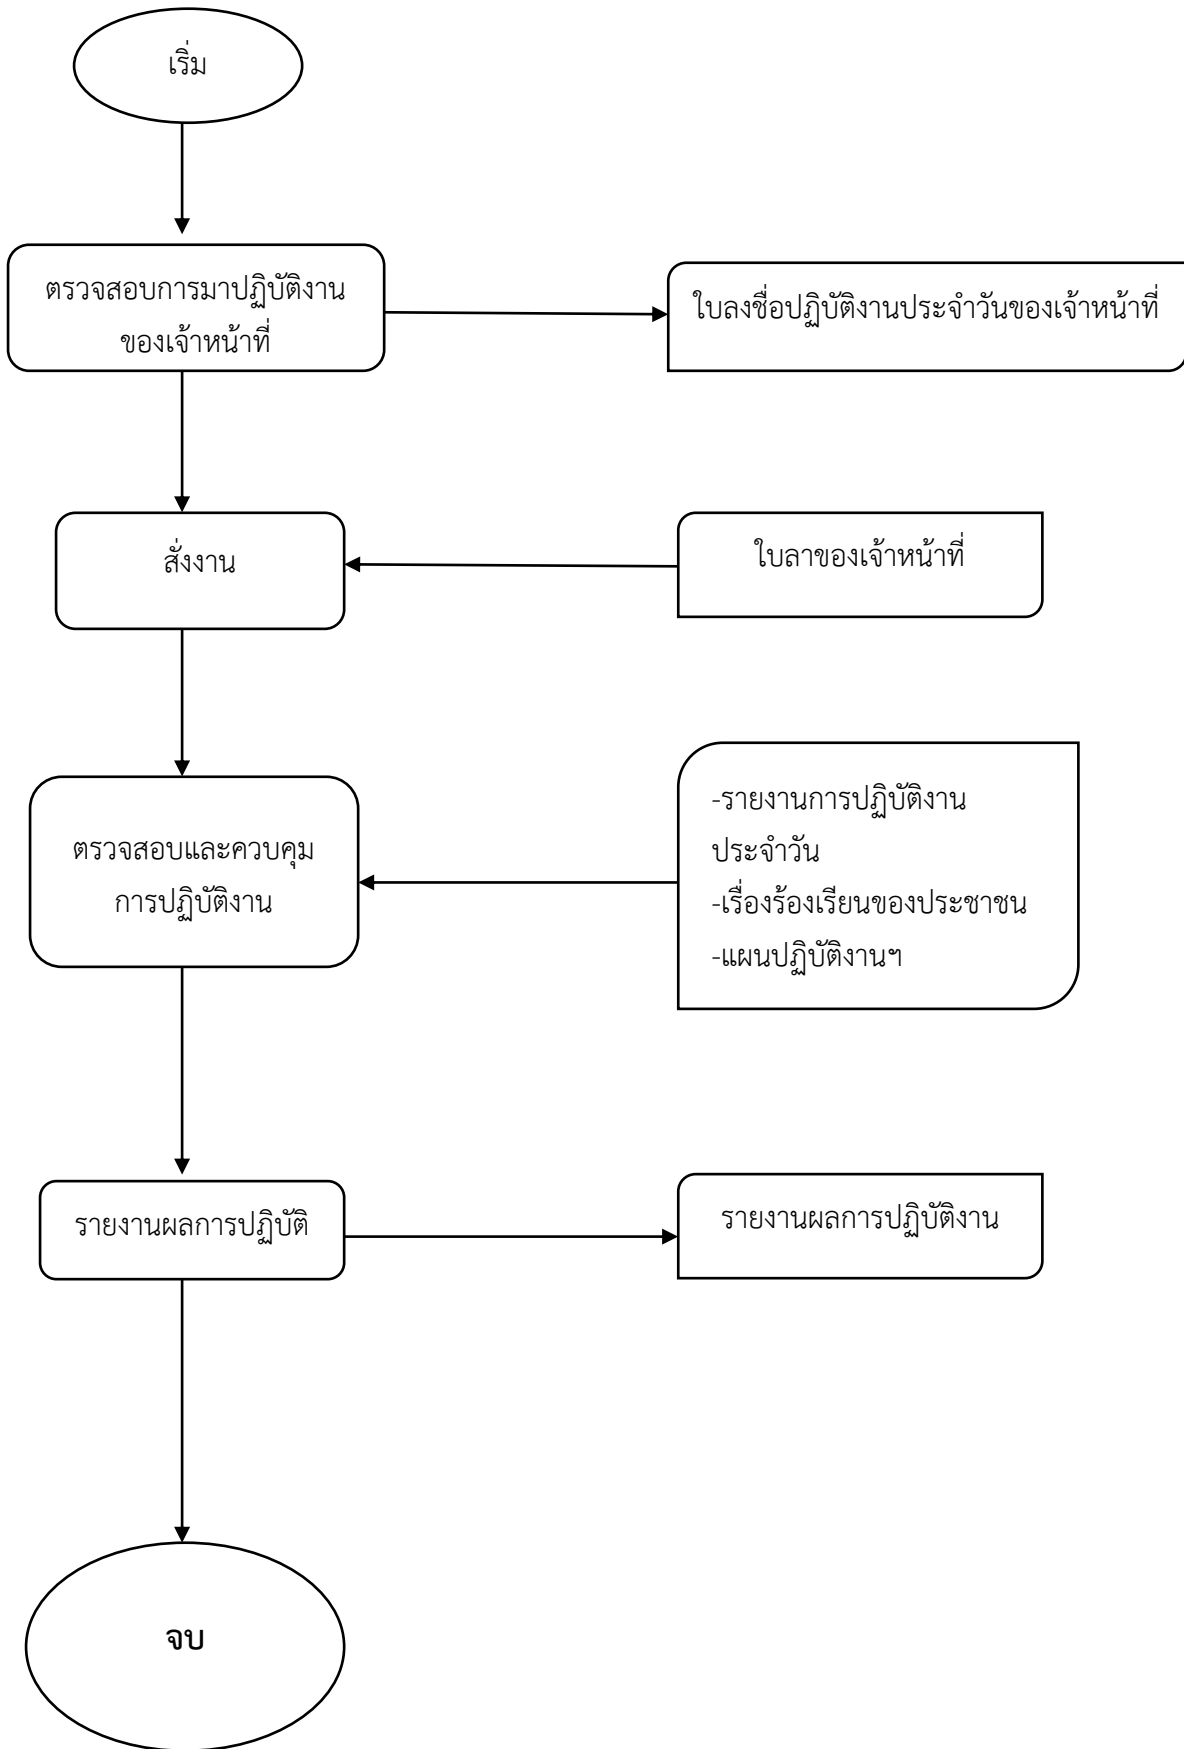 เริ่ม
ตรวจสอบการมาปฏิบัติงาน
ของเจ้าหน้าที่
ใบลงชื่อปฏิบัติงานประจำวันของเจ้าหน้าที่
สั่งงาน
ใบลาของเจ้าหน้าที่
ตรวจสอบและควบคุม
การปฏิบัติงาน
-รายงานการปฏิบัติงาน
ประจำวัน
-เรื่องร้องเรียนของประชาชน
-แผนปฏิบัติงานฯ
รายงานผลการปฏิบัติ
รายงานผลการปฏิบัติงาน
จบ